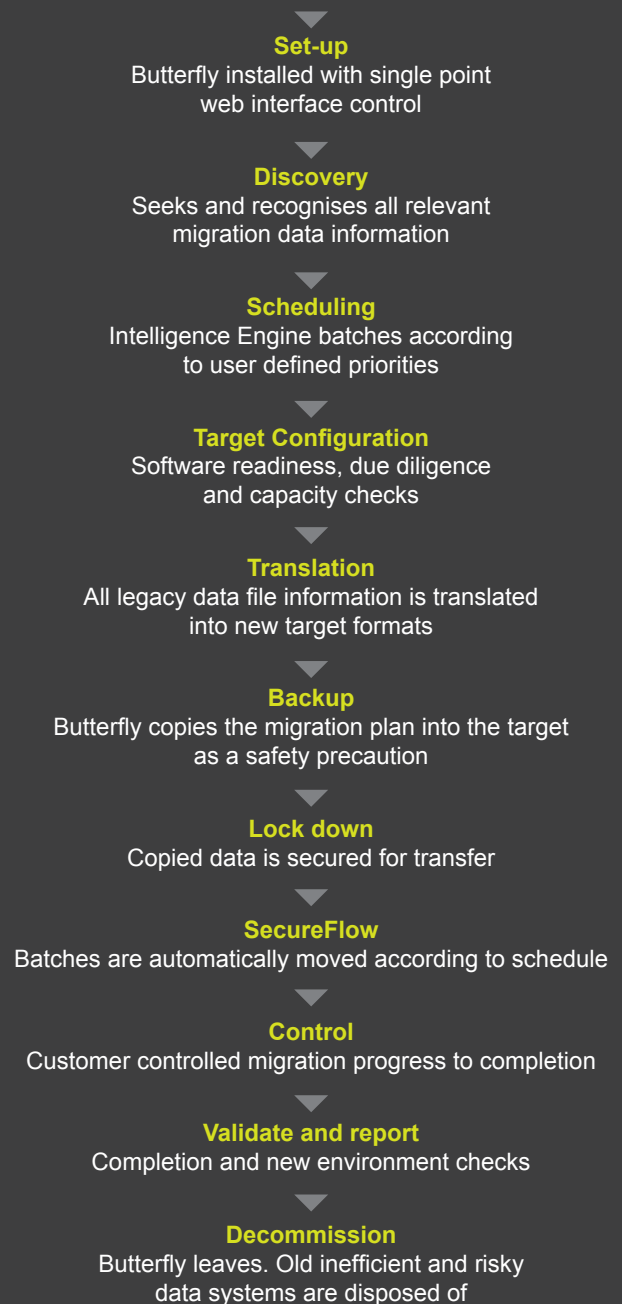 Set-up
Butterfly installed with single point
web interface control
Discovery
Seeks and recognises all relevant
migration data information
Scheduling
Intelligence Engine batches according
to user defined priorities
Target Configuration
Software readiness, due diligence
and capacity checks
Translation
All legacy data file information is translated
into new target formats
Backup
Butterfly copies the migration plan into the target
as a safety precaution
Lock down
Copied data is secured for transfer
SecureFlow
Batches are automatically moved according to schedule
Control
Customer controlled migration progress to completion
Validate and report
Completion and new environment checks
Decommission
Butterfly leaves. Old inefficient and risky
data systems are disposed of